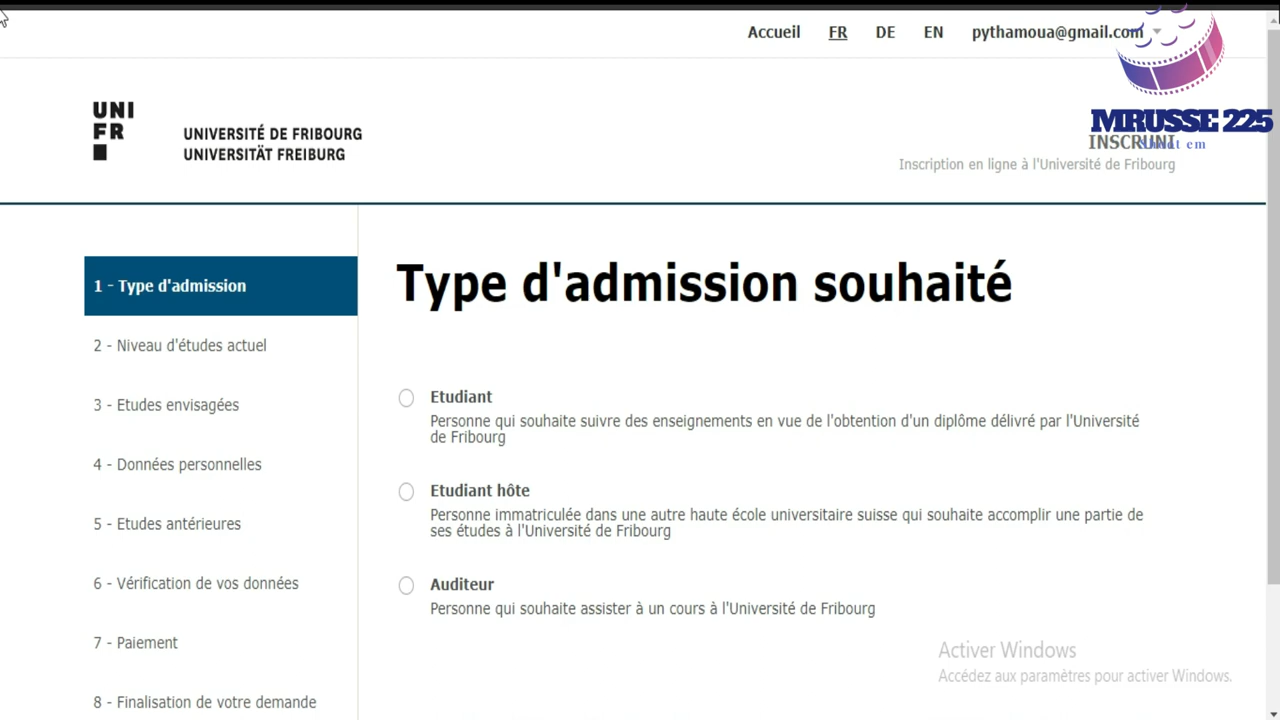 Accueil FR DE EN pythamoua@gmail.com
MRUSSE 225
UNI
FR
UNIVERSITÉ DE FRIBOURG
UNIVERSITÄT FREIBURG
INSCRUNI
Inscription en ligne à l'Université de Fribourg
1 - Type d'admission
2 - Niveau d'études actuel
3 - Etudes envisagées
4 - Données personnelles
5 - Etudes antérieures
6 - Vérification de vos données
7 - Paiement
8 - Finalisation de votre demande
Type d'admission souhaité
Etudiant
Personne qui souhaite suivre des enseignements en vue de l'obtention d'un diplôme délivré par l'Université
de Fribourg
Etudiant hôte
Personne immatriculée dans une autre haute école universitaire suisse qui souhaite accomplir une partie de
ses études à l'Université de Fribourg
Auditeur
Personne qui souhaite assister à un cours à l'Université de Fribourg
Activer Windows
Accédez aux paramètres pour activer Windows.